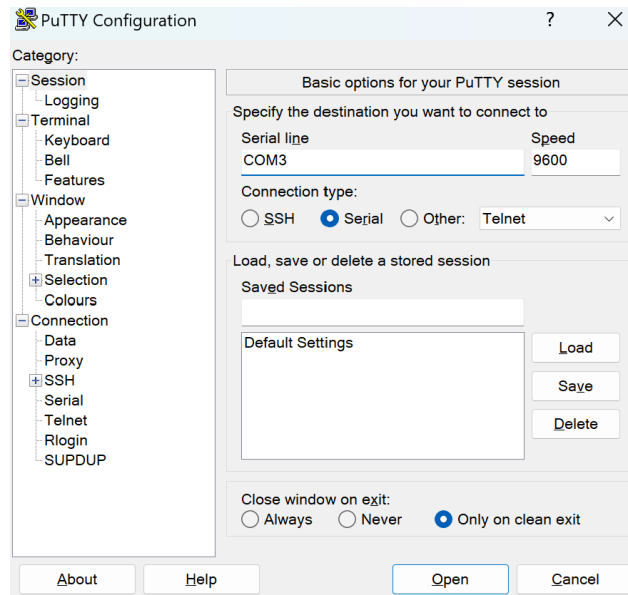 PuTTY Configuration
?
Category:
Session
Logging
Terminal
Keyboard
Bell
Features
Window
Appearance
Behaviour
Translation
Selection
Colours
Connection
Data
Proxy
SSH
Serial
Telnet
Rlogin
SUPDUP
Basic options for your PuTTY session
Specify the destination you want to connect to
Serial line Speed
COM3 9600
Connection type:
SSH Serial Other: Telnet
Load, save or delete a stored session
Saved Sessions
Default Settings
Load
Save
Delete
Close window on exit:
Always Never Only on clean exit
About Help Open Cancel